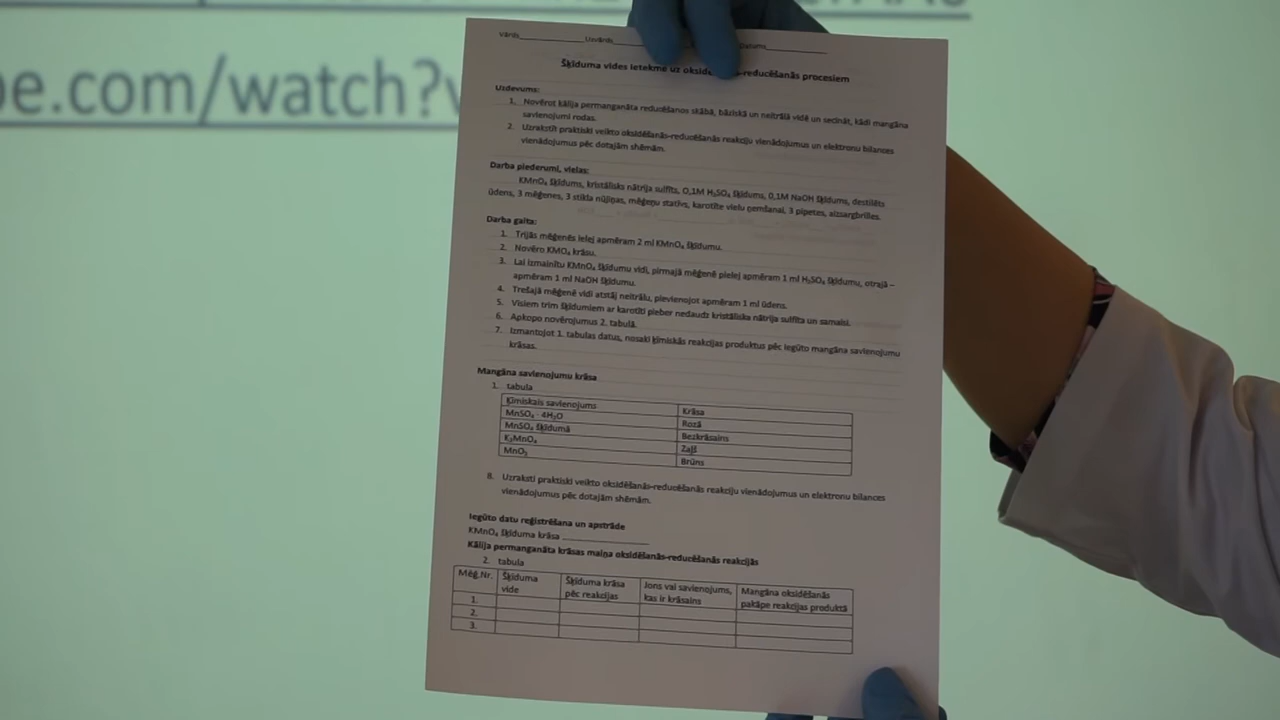 be.com/watch?v
Vārds____________ Uzvārds____________ Datums____________
Šķīduma vides ietekme uz oksidēšanās-reducēšanās procesiem
Uzdevums:
1. Novērot kālija permanganāta reducēšanos skābā, bāziskā un neitrālā vidē un secināt, kādi mangāna
savienojumi rodas.
2. Uzrakstīt praktiski veikto oksidēšanās-reducēšanās reakciju vienādojumus un elektronu bilances
vienādojumus pēc dotajām shēmām.
Darba piederumi, vielas:
KMnO₄ šķīdums, kristālisks nātrija sulfīts, 0,1M H₂SO₄ šķīdums, 0,1M NaOH šķīdums, destilēts
ūdens, 3 mēģenes, 3 stikla nūjiņas, mēģeņu statīvs, karotīte vielu ņemšanai, 3 pipetes, aizsargbrilles.
Darba gaita:
1. Trijās mēģenēs ielej apmēram 2 ml KMnO₄ šķīdumu.
2. Novēro KMO₄ krāsu.
3. Lai izmainītu KMnO₄ šķīdumu vidi, pirmajā mēģenē pielej apmēram 1 ml H₂SO₄ šķīdumu, otrajā –
apmēram 1 ml NaOH šķīdumu.
4. Trešajā mēģenē vidi atstāj neitrālu, pievienojot apmēram 1 ml ūdens.
5. Visiem trim šķīdumiem ar karotīti pieber nedaudz kristāliska nātrija sulfīta un samaisi.
6. Apkopo novērojumus 2. tabulā.
7. Izmantojot 1. tabulas datus, nosaki ķīmiskās reakcijas produktus pēc iegūto mangāna savienojumu
krāsas.
Mangāna savienojumu krāsa
1. tabula
Ķīmiskais savienojums Krāsa
MnSO₄ · 4H₂O Rozā
MnSO₄ šķīdumā Bezkrāsains
K₂MnO₄ Zaļš
MnO₂ Brūns
8. Uzraksti praktiski veikto oksidēšanās-reducēšanās reakciju vienādojumus un elektronu bilances
vienādojumus pēc dotajām shēmām.
Iegūto datu reģistrēšana un apstrāde
KMnO₄ šķīduma krāsa ____________
Kālija permanganāta krāsas maiņa oksidēšanās-reducēšanās reakcijās
2. tabula
Mēģ.Nr. Šķīduma vide Šķīduma krāsa pēc reakcijas Jons vai savienojums, kas ir krāsains Mangāna oksidēšanās pakāpe reakcijas produktā
1.
2.
3.